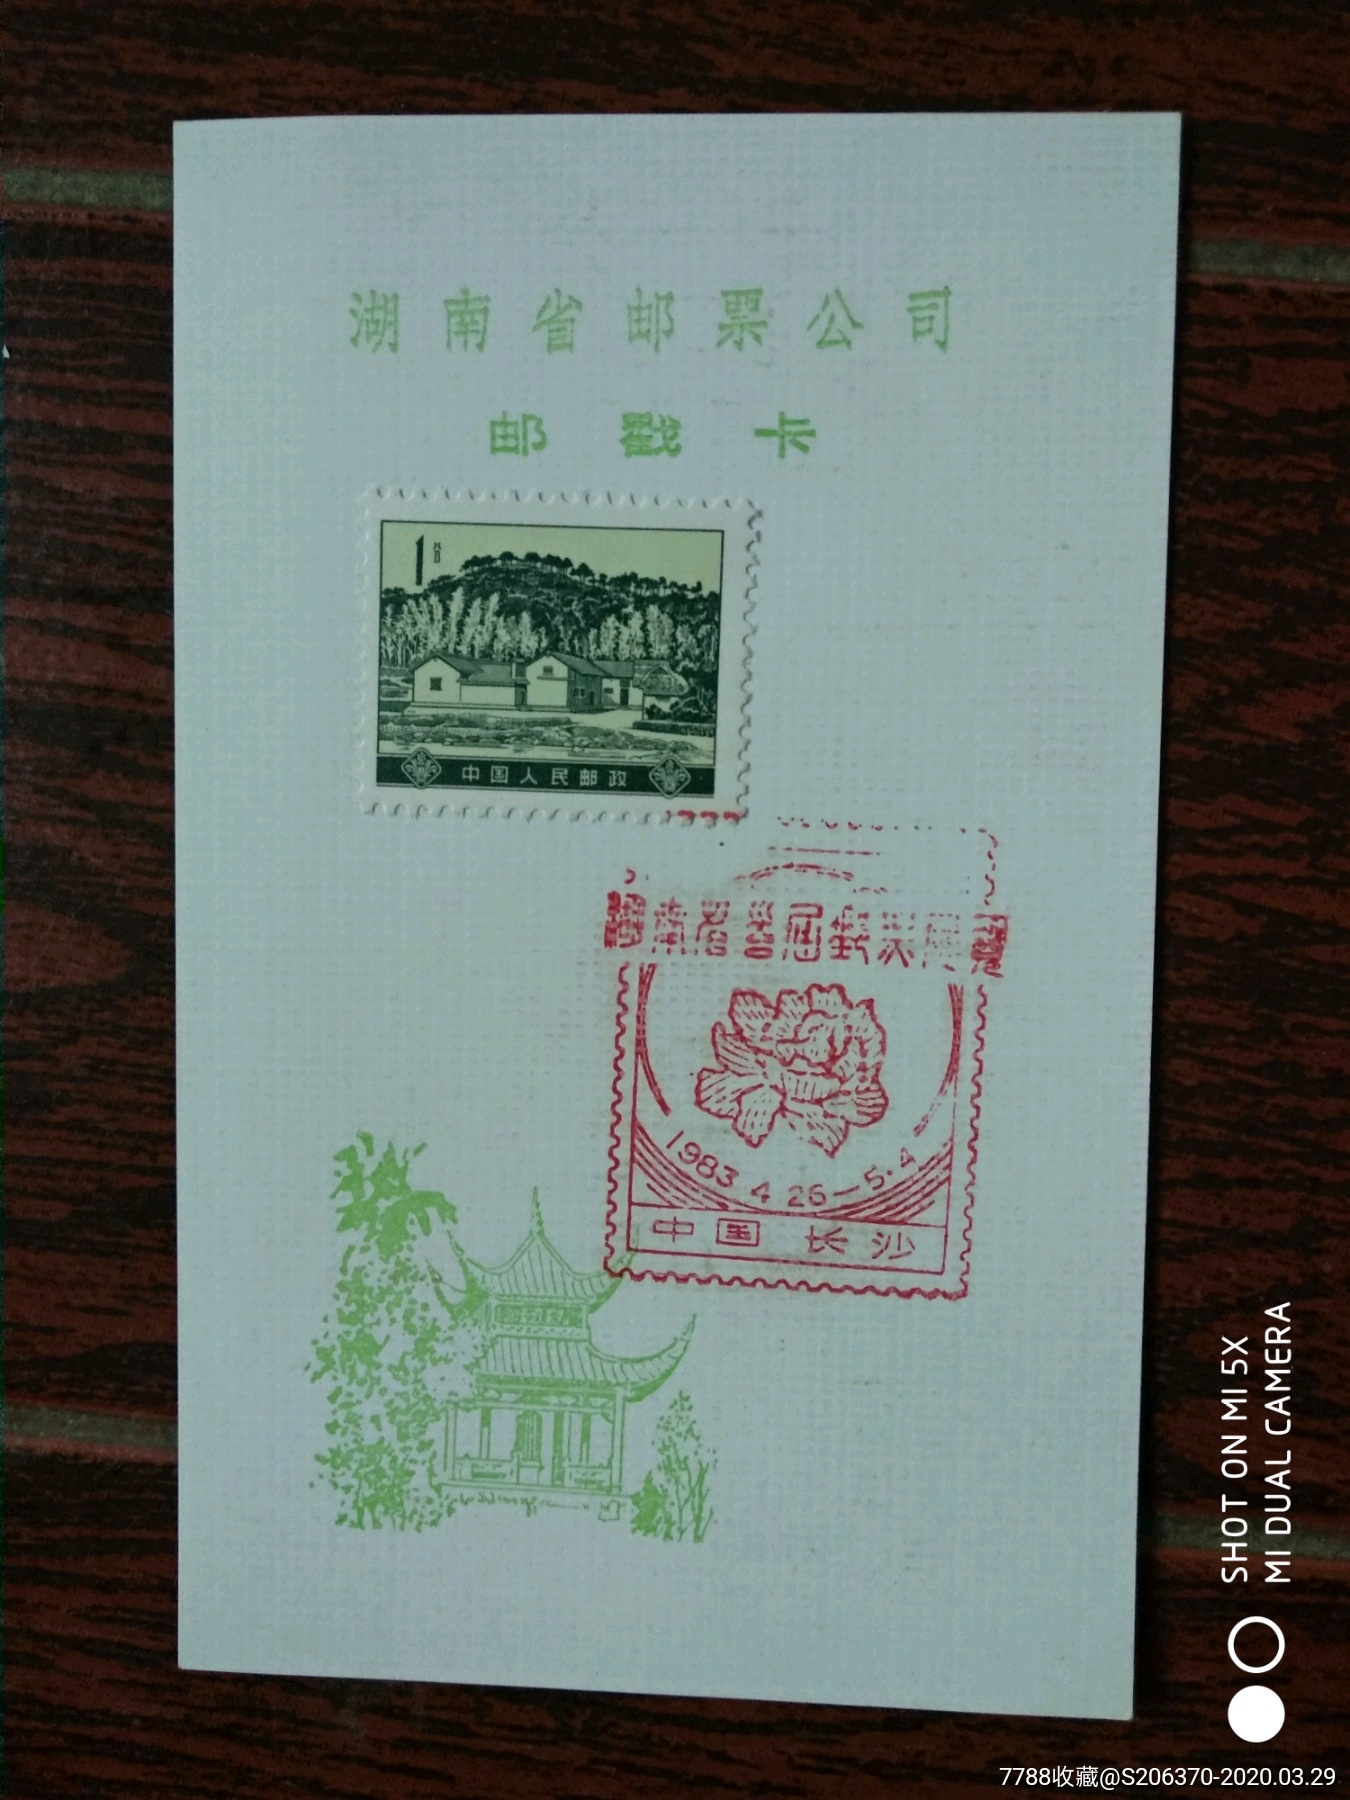 湖南省邮票公司
邮戳卡
1分
中国人民邮政
湖南省首届邮票展览
1983 4 26—5·4
中国 长沙
SHOT ON MI 5X
MI DUAL CAMERA
7788收藏@S206370-2020.03.29